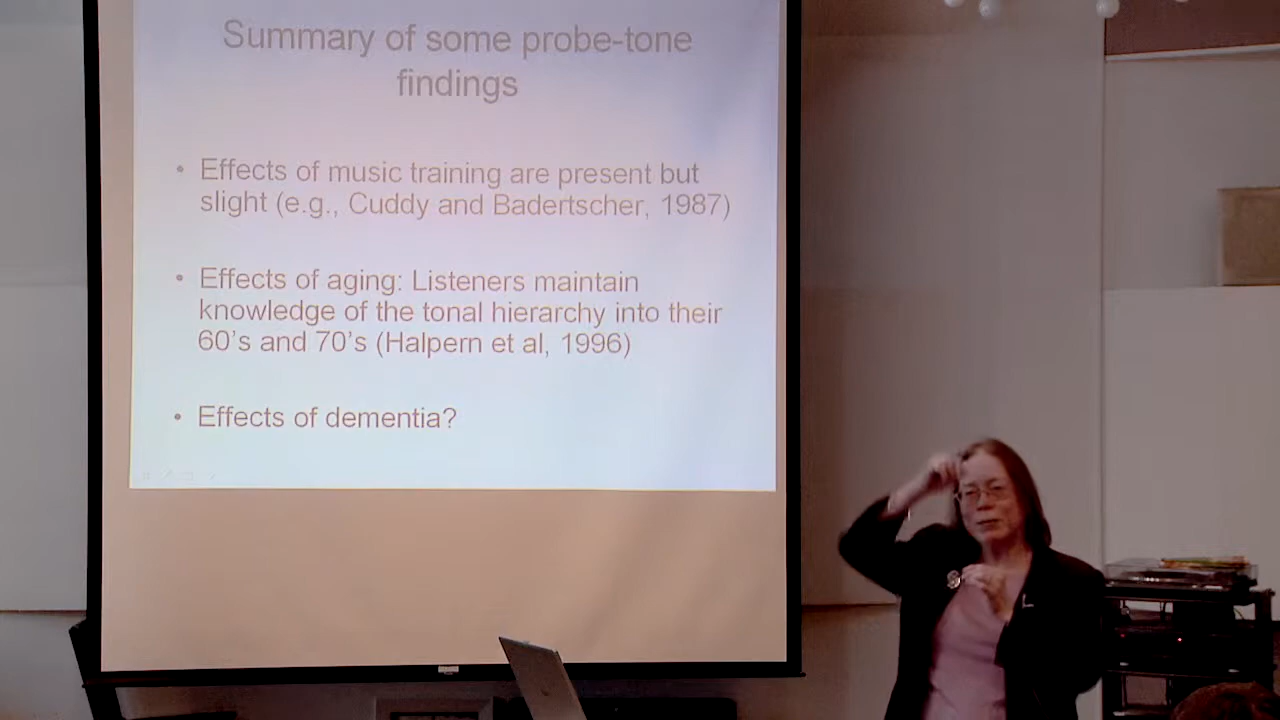 Summary of some probe-tone
findings
• Effects of music training are present but
slight (e.g., Cuddy and Badertscher, 1987)
• Effects of aging: Listeners maintain
knowledge of the tonal hierarchy into their
60's and 70's (Halpern et al, 1996)
• Effects of dementia?